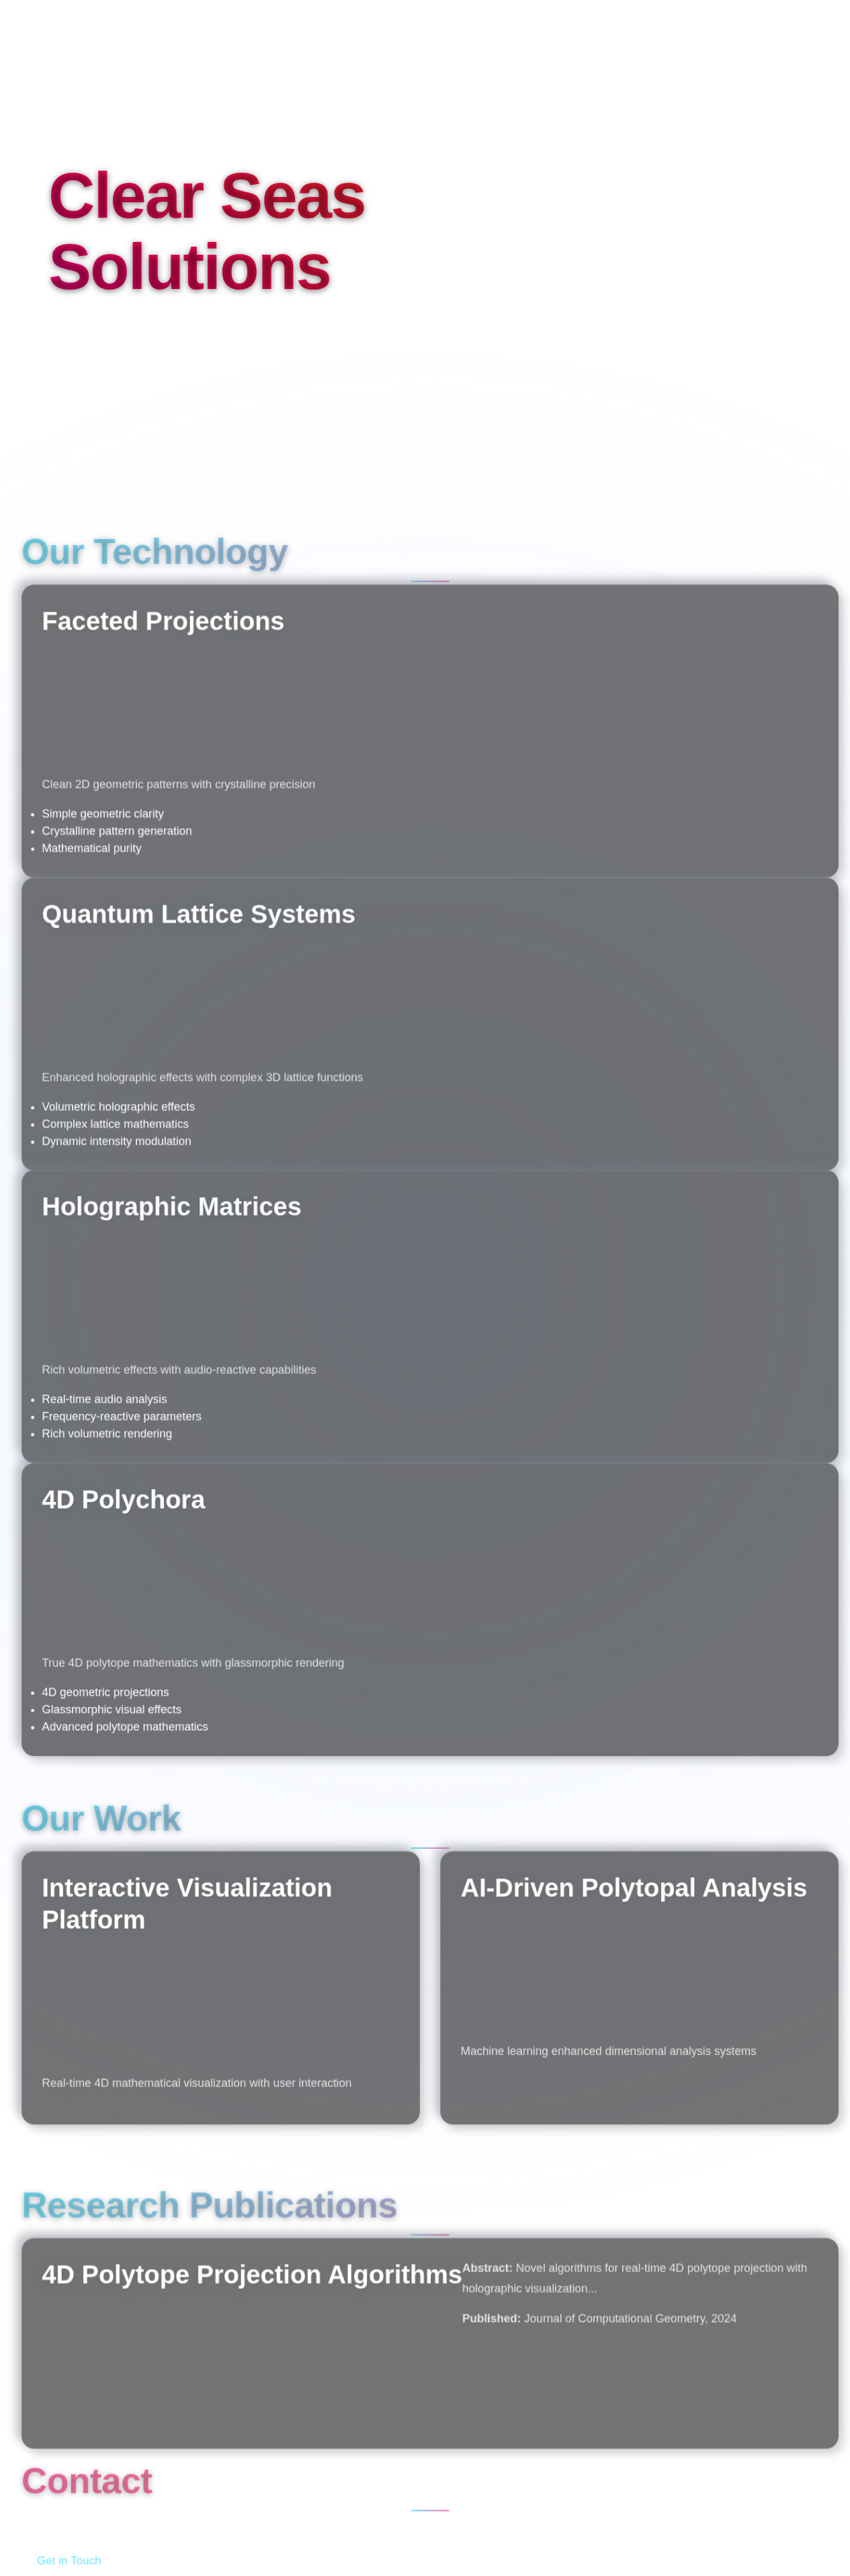 Clear Seas
Solutions
Our Technology
Faceted Projections
Clean 2D geometric patterns with crystalline precision
Simple geometric clarity
Crystalline pattern generation
Mathematical purity
Quantum Lattice Systems
Enhanced holographic effects with complex 3D lattice functions
Volumetric holographic effects
Complex lattice mathematics
Dynamic intensity modulation
Holographic Matrices
Rich volumetric effects with audio-reactive capabilities
Real-time audio analysis
Frequency-reactive parameters
Rich volumetric rendering
4D Polychora
True 4D polytope mathematics with glassmorphic rendering
4D geometric projections
Glassmorphic visual effects
Advanced polytope mathematics
Our Work
Interactive Visualization
Platform
Real-time 4D mathematical visualization with user interaction
AI-Driven Polytopal Analysis
Machine learning enhanced dimensional analysis systems
Research Publications
4D Polytope Projection Algorithms
Abstract: Novel algorithms for real-time 4D polytope projection with
holographic visualization...
Published: Journal of Computational Geometry, 2024
Contact
Get in Touch